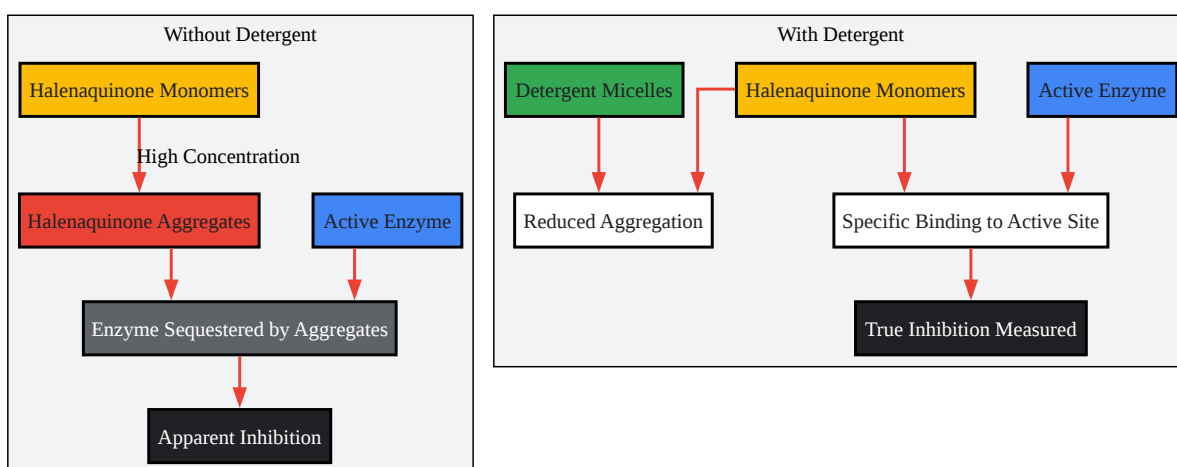 Without Detergent
Halenaquinone Monomers
High Concentration
Halenaquinone Aggregates
Active Enzyme
Enzyme Sequestered by Aggregates
Apparent Inhibition
With Detergent
Detergent Micelles
Halenaquinone Monomers
Active Enzyme
Reduced Aggregation
Specific Binding to Active Site
True Inhibition Measured